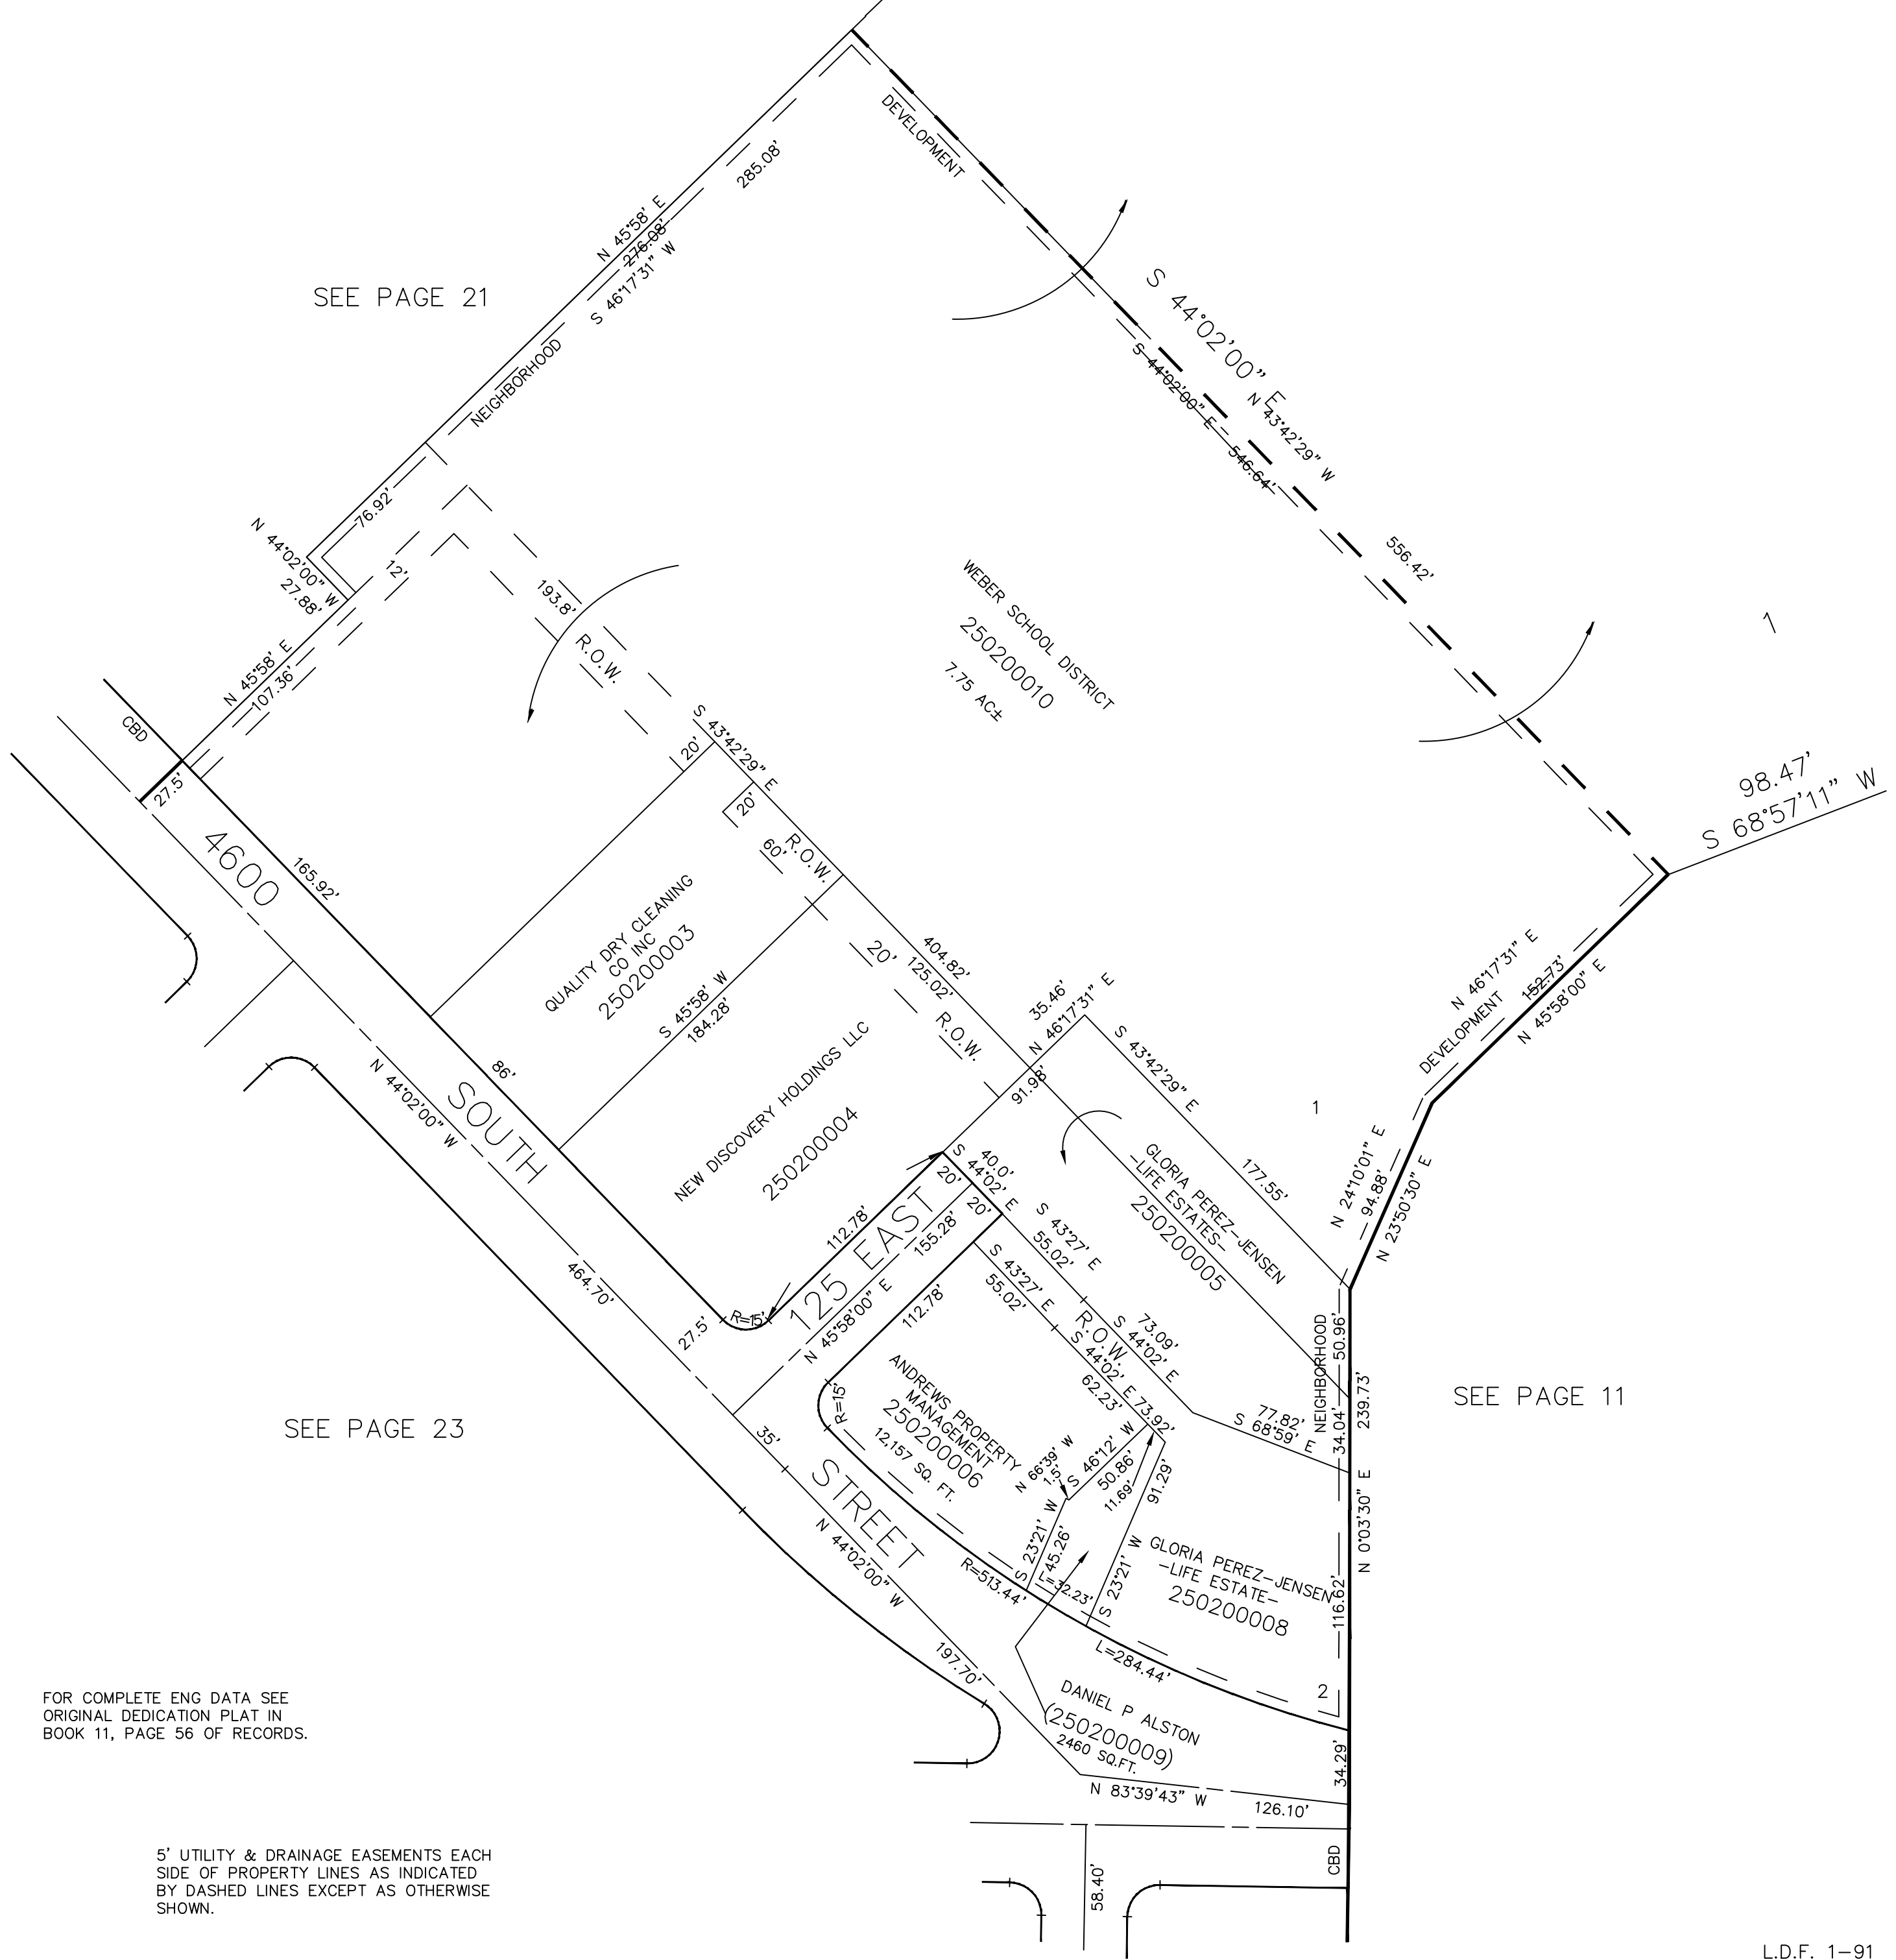 DEVELOPMENT
285.08'
N 45°58' E
276.08'
S 46°17'31" W
SEE PAGE 21
NEIGHBORHOOD
S 44°02'00" E
S 44°02'00" E
546.64'
N 43°42'29" W
556.42'
76.92'
N 44°02'00" W
27.88'
12'
193.8'
R.O.W.
WEBER SCHOOL DISTRICT
250200010
7.75 AC±
1
N 45°58' E
107.36'
CBD
27.5'
S 43°42'29" E
20'
20'
60'
R.O.W.
98.47'
S 68°57'11" W
4600
165.92'
QUALITY DRY CLEANING
CO INC
250200003
S 45°58' W
184.28'
404.82'
20'
125.02'
R.O.W.
35.46'
N 46°17'31" E
91.98'
N 46°17'31" E
152.73'
N 45°58'00" E
DEVELOPMENT
86'
N 44°02'00" W
SOUTH
NEW DISCOVERY HOLDINGS LLC
250200004
S 43°42'29" E
177.55'
1
N 24°10'01" E
94.88'
N 23°50'30" E
GLORIA PEREZ-JENSEN
-LIFE ESTATES-
250200005
40.0'
S 44°02' E
20'
20'
112.78'
125 EAST
155.28'
N 45°58'00" E
112.78'
S 43°27' E
55.02'
S 43°27' E
55.02'
464.70'
27.5'
R=15'
R.O.W.
73.09'
S 44°02' E
S 44°02' E 73.92'
62.23'
NEIGHBORHOOD
50.96'
34.04'
239.73'
SEE PAGE 11
77.82'
S 68°59' E
ANDREWS PROPERTY
MANAGEMENT
250200006
12,157 SQ. FT.
R=15'
SEE PAGE 23
35'
STREET
N 44°02'00" W
N 66°39' W
1.5'
S 46°12' W
50.86'
11.69'
91.29'
S 23°21' W
45.26'
S 23°21' W
L=32.23'
R=513.44'
N 0°03'30" E
GLORIA PEREZ-JENSEN
-LIFE ESTATE-
250200008
116.62'
L=284.44'
197.70'
2
DANIEL P ALSTON
(250200009)
2460 SQ.FT.
34.29'
N 83°39'43" W
126.10'
FOR COMPLETE ENG DATA SEE
ORIGINAL DEDICATION PLAT IN
BOOK 11, PAGE 56 OF RECORDS.
58.40'
CBD
5' UTILITY & DRAINAGE EASEMENTS EACH
SIDE OF PROPERTY LINES AS INDICATED
BY DASHED LINES EXCEPT AS OTHERWISE
SHOWN.
L.D.F. 1-91